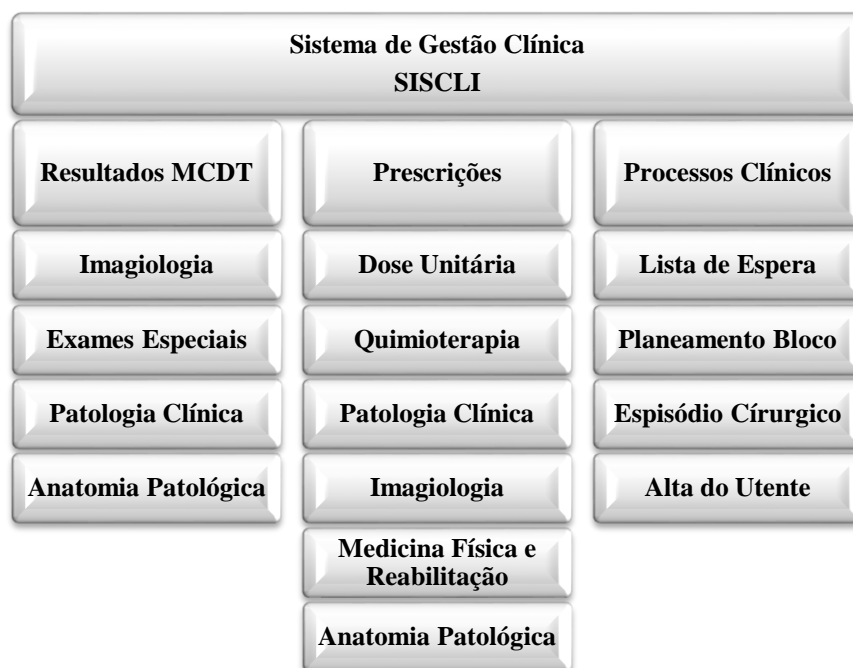 Sistema de Gestão Clínica
SISCLI
Resultados MCDT
Prescrições
Processos Clínicos
Imagiologia
Dose Unitária
Lista de Espera
Exames Especiais
Quimioterapia
Planeamento Bloco
Patologia Clínica
Patologia Clínica
Espisódio Círurgico
Anatomia Patológica
Imagiologia
Alta do Utente
Medicina Física e
Reabilitação
Anatomia Patológica